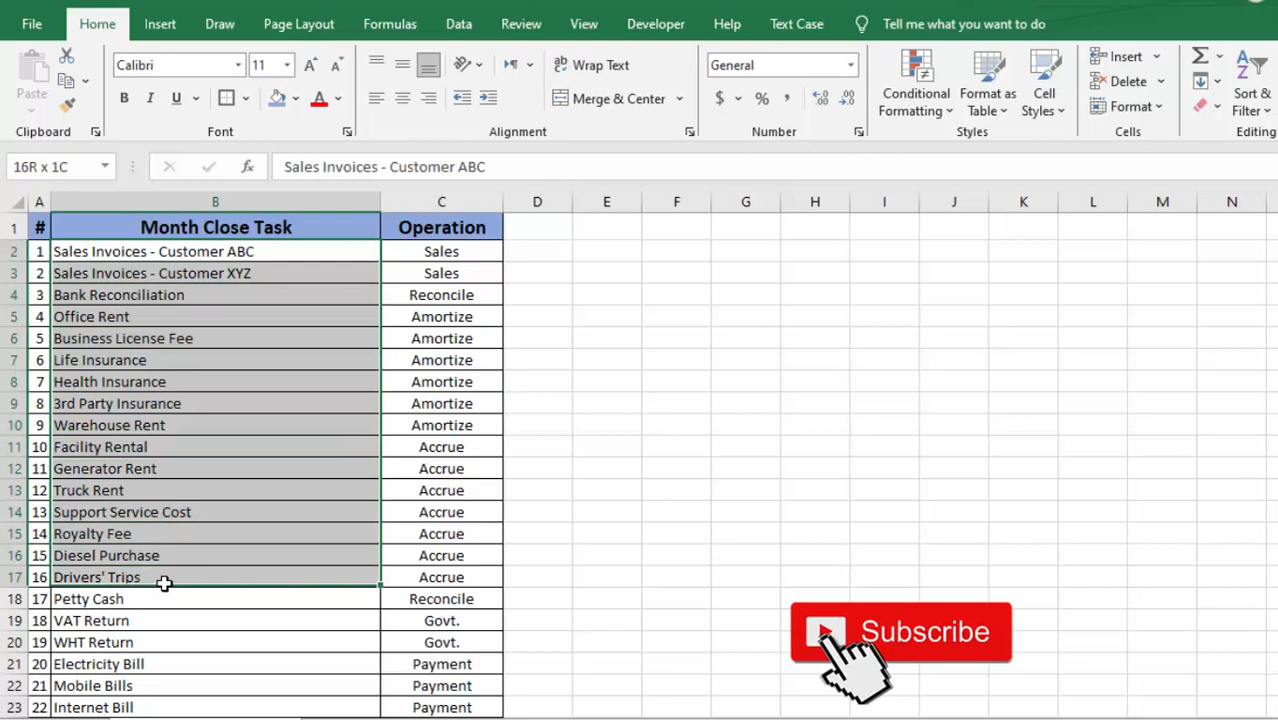 File Home Insert Draw Page Layout Formulas Data Review View Developer Help Text Case Tell me what you want to do
Paste
Clipboard
Calibri 11 A A
B I U A
Font
Wrap Text
Merge & Center
Alignment
General
$ % ,
Number
Conditional Formatting
Format as Table
Cell Styles
Styles
Insert
Delete
Format
Cells
Sort & Filter
Editing
16R x 1C fx Sales Invoices - Customer ABC
A B C D E F G H I J K L M N
1 # Month Close Task Operation
2 1 Sales Invoices - Customer ABC Sales
3 2 Sales Invoices - Customer XYZ Sales
4 3 Bank Reconciliation Reconcile
5 4 Office Rent Amortize
6 5 Business License Fee Amortize
7 6 Life Insurance Amortize
8 7 Health Insurance Amortize
9 8 3rd Party Insurance Amortize
10 9 Warehouse Rent Amortize
11 10 Facility Rental Accrue
12 11 Generator Rent Accrue
13 12 Truck Rent Accrue
14 13 Support Service Cost Accrue
15 14 Royalty Fee Accrue
16 15 Diesel Purchase Accrue
17 16 Drivers' Trips Accrue
18 17 Petty Cash Reconcile
19 18 VAT Return Govt.
20 19 WHT Return Govt.
21 20 Electricity Bill Payment
22 21 Mobile Bills Payment
23 22 Internet Bill Payment
Subscribe